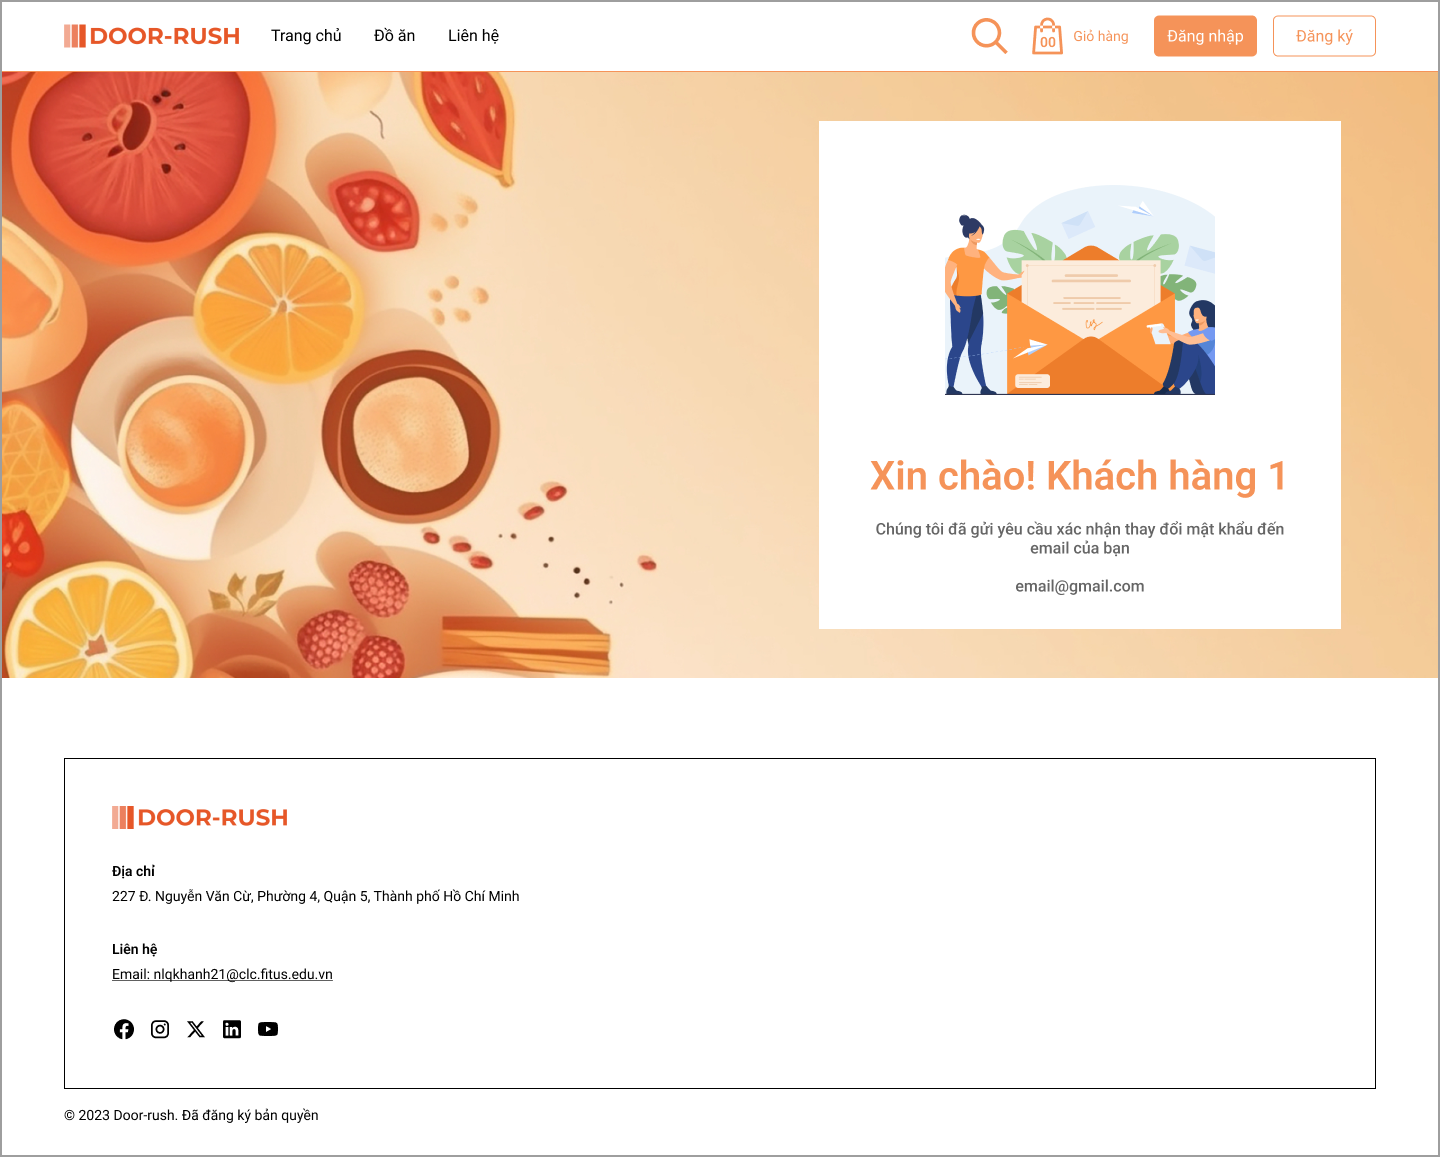 DOOR-RUSH
Trang chủ
Đồ ăn
Liên hệ
00
Giỏ hàng
Đăng nhập
Đăng ký
Xin chào! Khách hàng 1
Chúng tôi đã gửi yêu cầu xác nhận thay đổi mật khẩu đến
email của bạn
email@gmail.com
DOOR-RUSH
Địa chỉ
227 Đ. Nguyễn Văn Cừ, Phường 4, Quận 5, Thành phố Hồ Chí Minh
Liên hệ
Email: nlqkhanh21@clc.fitus.edu.vn
© 2023 Door-rush. Đã đăng ký bản quyền